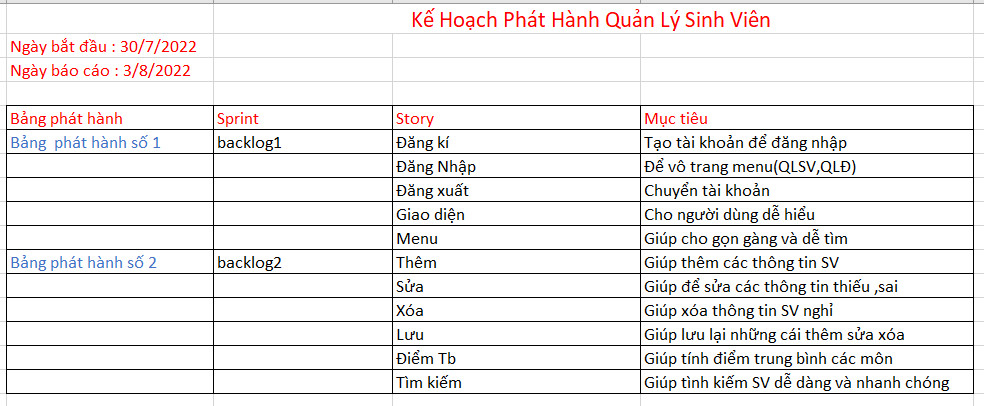 Kế Hoạch Phát Hành Quản Lý Sinh Viên
Ngày bắt đầu : 30/7/2022
Ngày báo cáo : 3/8/2022
Bảng phát hành Sprint Story Mục tiêu
Bảng phát hành số 1 backlog1 Đăng kí Tạo tài khoản để đăng nhập
Đăng Nhập Để vô trang menu(QLSV,QLĐ)
Đăng xuất Chuyển tài khoản
Giao diện Cho người dùng dễ hiểu
Menu Giúp cho gọn gàng và dễ tìm
Bảng phát hành số 2 backlog2 Thêm Giúp thêm các thông tin SV
Sửa Giúp để sửa các thông tin thiếu ,sai
Xóa Giúp xóa thông tin SV nghỉ
Lưu Giúp lưu lại những cái thêm sửa xóa
Điểm Tb Giúp tính điểm trung bình các môn
Tìm kiếm Giúp tình kiếm SV dễ dàng và nhanh chóng